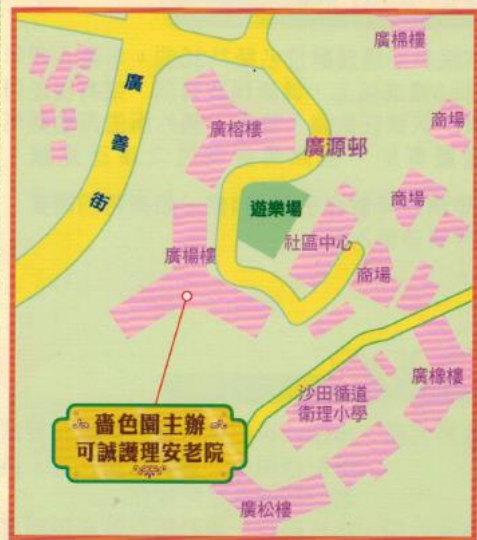 廣棉樓
廣善街
商場
廣榕樓
廣源邨
商場
遊樂場
社區中心
廣楊樓
商場
廣橡樓
沙田循道
衞理小學
嗇色園主辦
可誠護理安老院
廣松樓